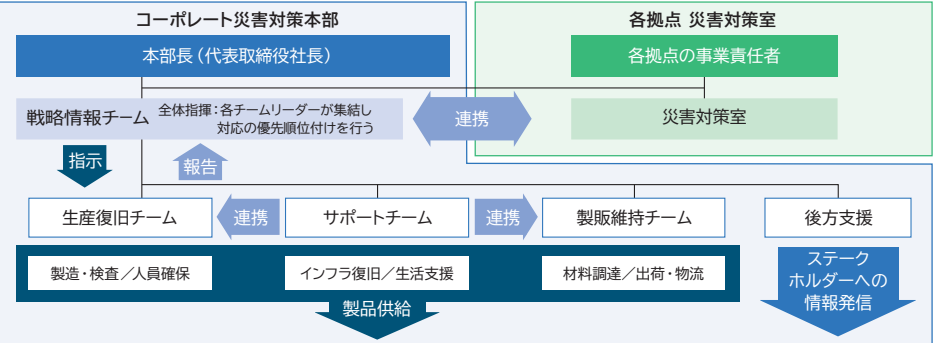 コーポレート災害対策本部
各拠点 災害対策室
本部長（代表取締役社長）
各拠点の事業責任者
戦略情報チーム
全体指揮：各チームリーダーが集結し
対応の優先順位付けを行う
連携
災害対策室
指示
報告
生産復旧チーム
連携
サポートチーム
連携
製販維持チーム
後方支援
製造・検査／人員確保
インフラ復旧／生活支援
材料調達／出荷・物流
ステーク
ホルダーへの
情報発信
製品供給